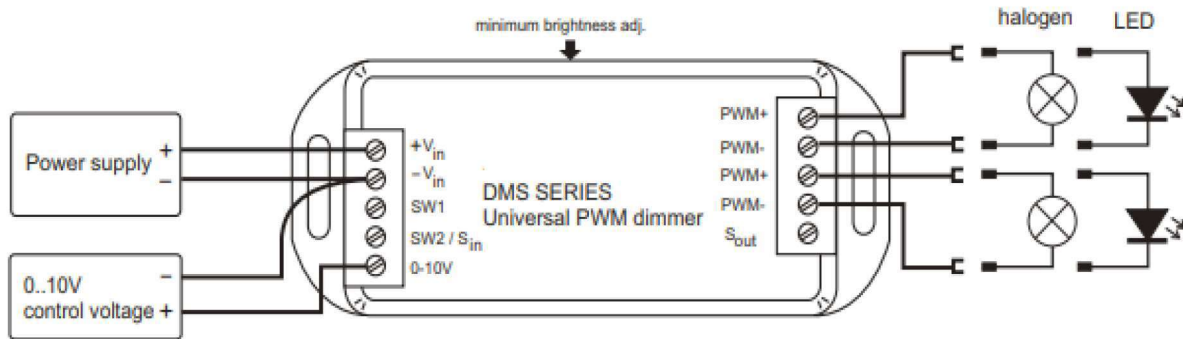 minimum brightness adj.
halogen
LED
Power supply
+
−
0..10V
control voltage
−
+
+Vin
−Vin
SW1
SW2 / Sin
0-10V
DMS SERIES
Universal PWM dimmer
PWM+
PWM-
PWM+
PWM-
Sout